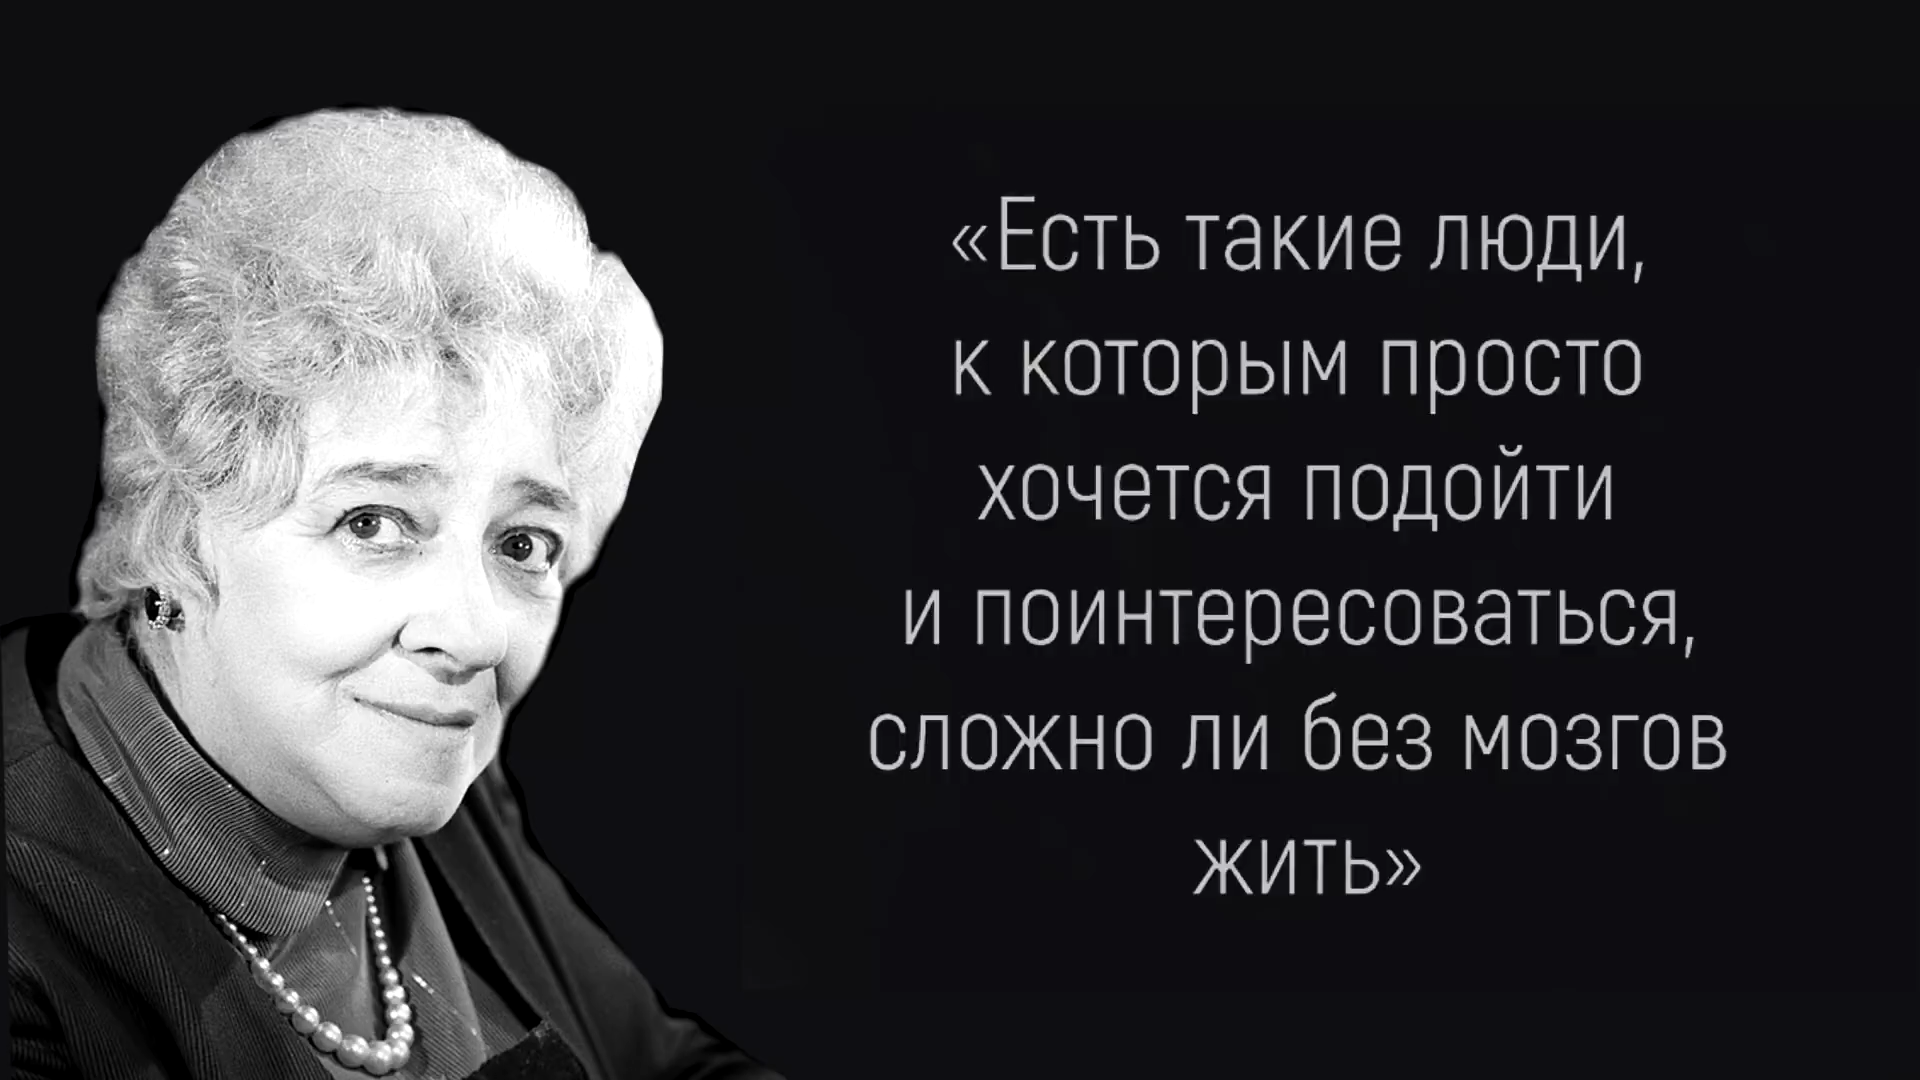 «Есть такие люди,
к которым просто
хочется подойти
и поинтересоваться,
сложно ли без мозгов
жить»